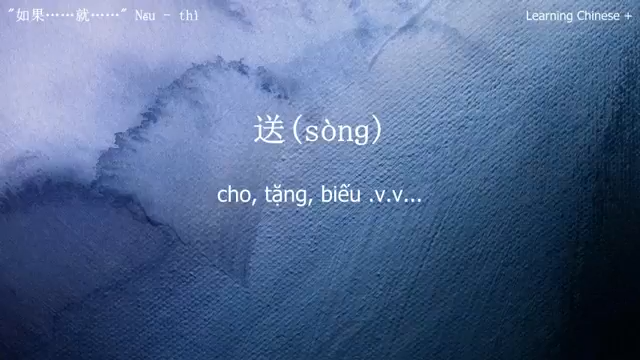 "如果……就……" Nếu - thì
Learning Chinese +
送(sòng)
cho, tặng, biếu .v.v...